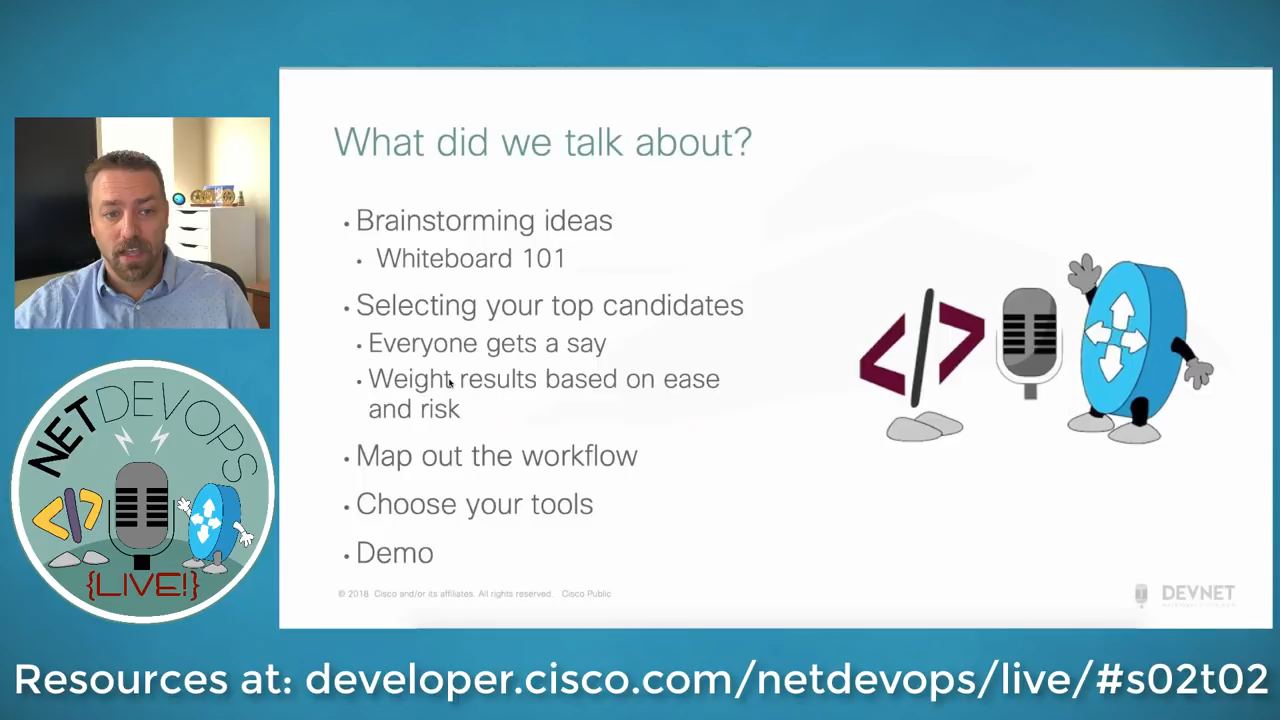 What did we talk about?
• Brainstorming ideas
• Whiteboard 101
• Selecting your top candidates
• Everyone gets a say
• Weight results based on ease
and risk
• Map out the workflow
• Choose your tools
• Demo
© 2018 Cisco and/or its affiliates. All rights reserved. Cisco Public
DEVNET
NETDEVOPS
{LIVE!}
Resources at: developer.cisco.com/netdevops/live/#s02t02